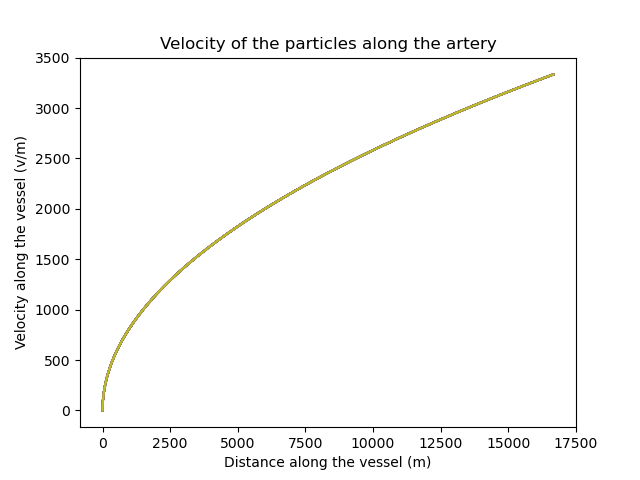 Velocity of the particles along the artery
Velocity along the vessel (v/m)
3500
3000
2500
2000
1500
1000
500
0
0 2500 5000 7500 10000 12500 15000 17500
Distance along the vessel (m)